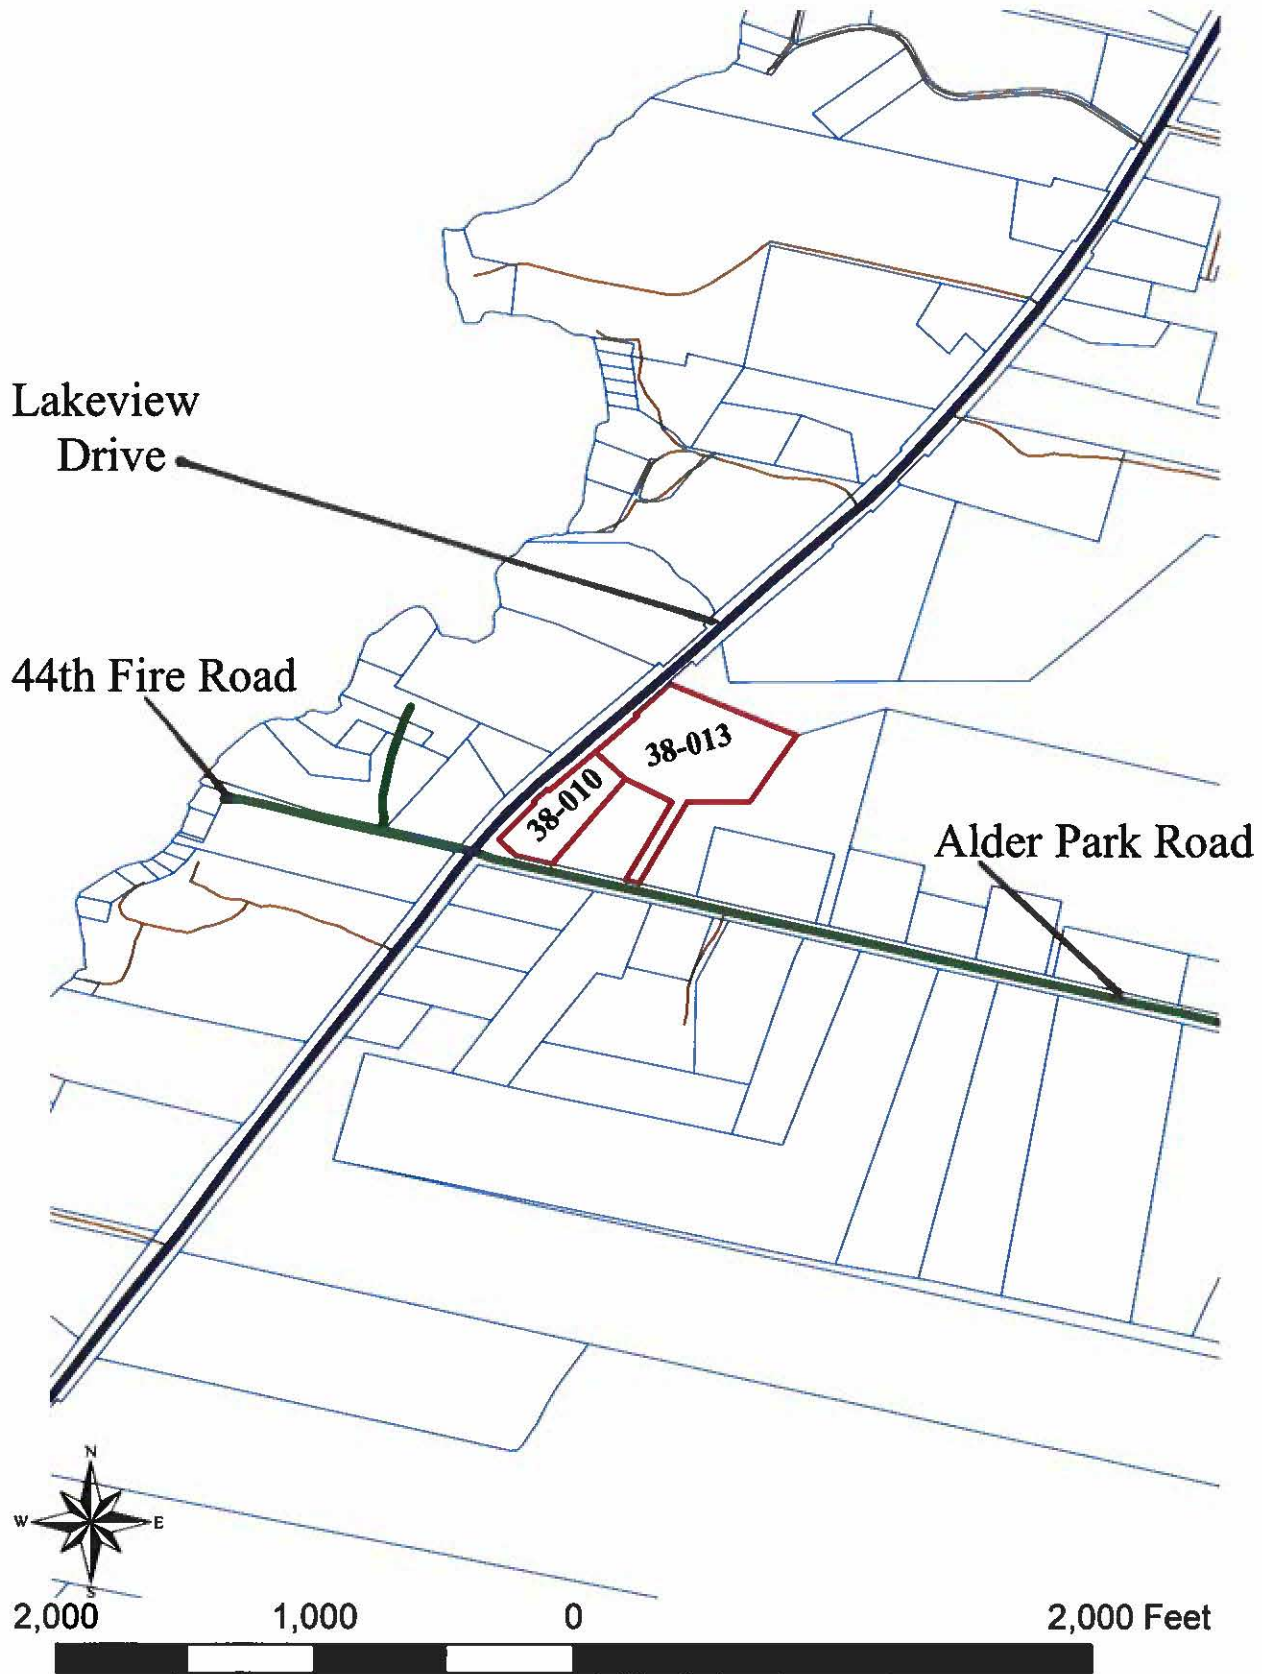 Lakeview
Drive
44th Fire Road
38-013
38-010
Alder Park Road
N
W E
S
2,000 1,000 0 2,000 Feet